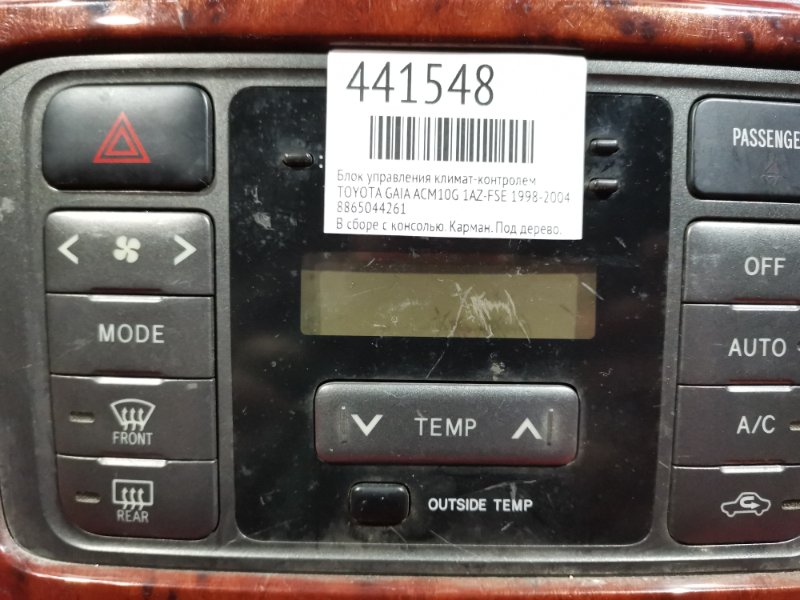 441548
Блок управления климат-контролем
TOYOTA GAIA ACM10G 1AZ-FSE 1998-2004
8865044261
В сборе с консолью. Карман. Под дерево.
MODE
FRONT
REAR
TEMP
OUTSIDE TEMP
OFF
AUTO
A/C